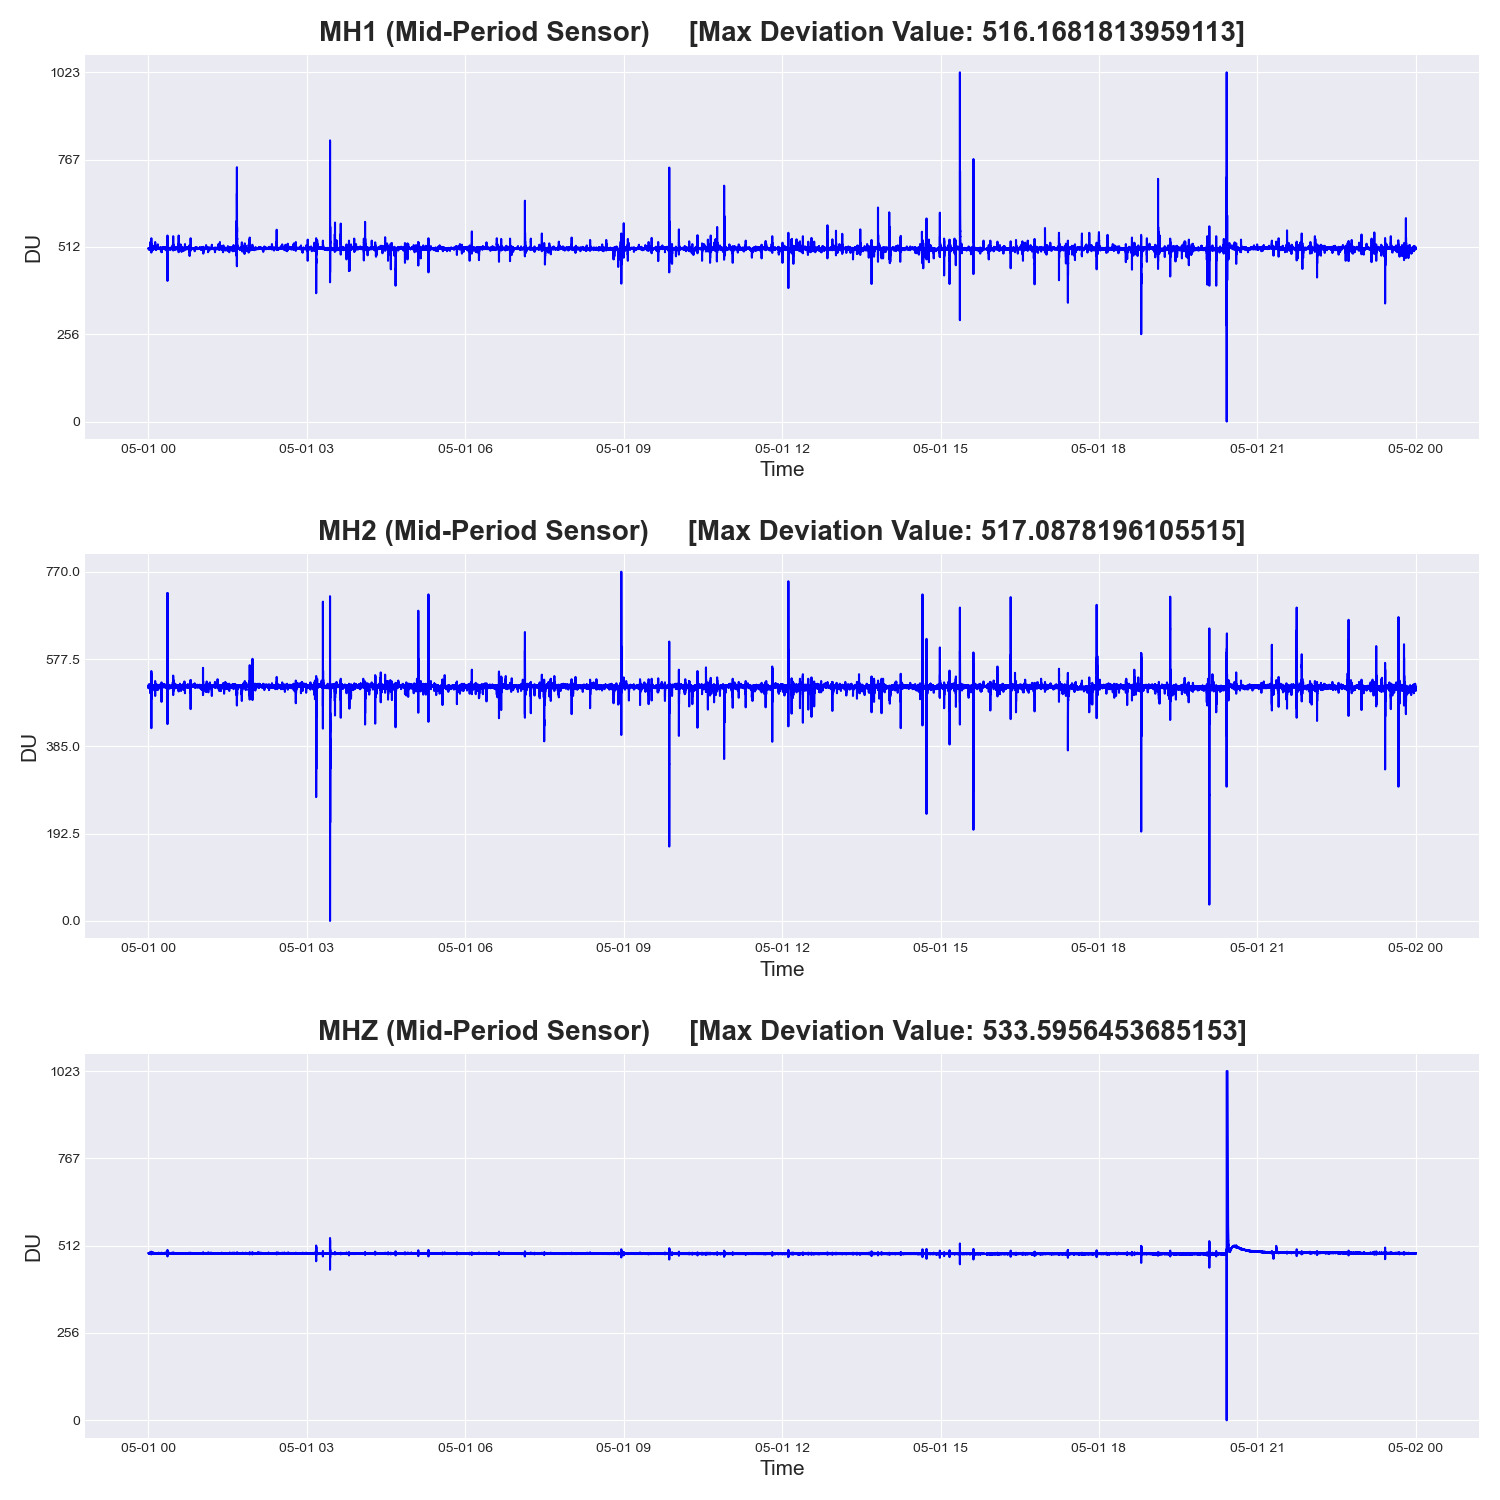 MH1 (Mid-Period Sensor) [Max Deviation Value: 516.1681813959113]
1023
767
512
256
0
DU
05-01 00 05-01 03 05-01 06 05-01 09 05-01 12 05-01 15 05-01 18 05-01 21 05-02 00
Time
MH2 (Mid-Period Sensor) [Max Deviation Value: 517.0878196105515]
770.0
577.5
385.0
192.5
0.0
DU
05-01 00 05-01 03 05-01 06 05-01 09 05-01 12 05-01 15 05-01 18 05-01 21 05-02 00
Time
MHZ (Mid-Period Sensor) [Max Deviation Value: 533.5956453685153]
1023
767
512
256
0
DU
05-01 00 05-01 03 05-01 06 05-01 09 05-01 12 05-01 15 05-01 18 05-01 21 05-02 00
Time